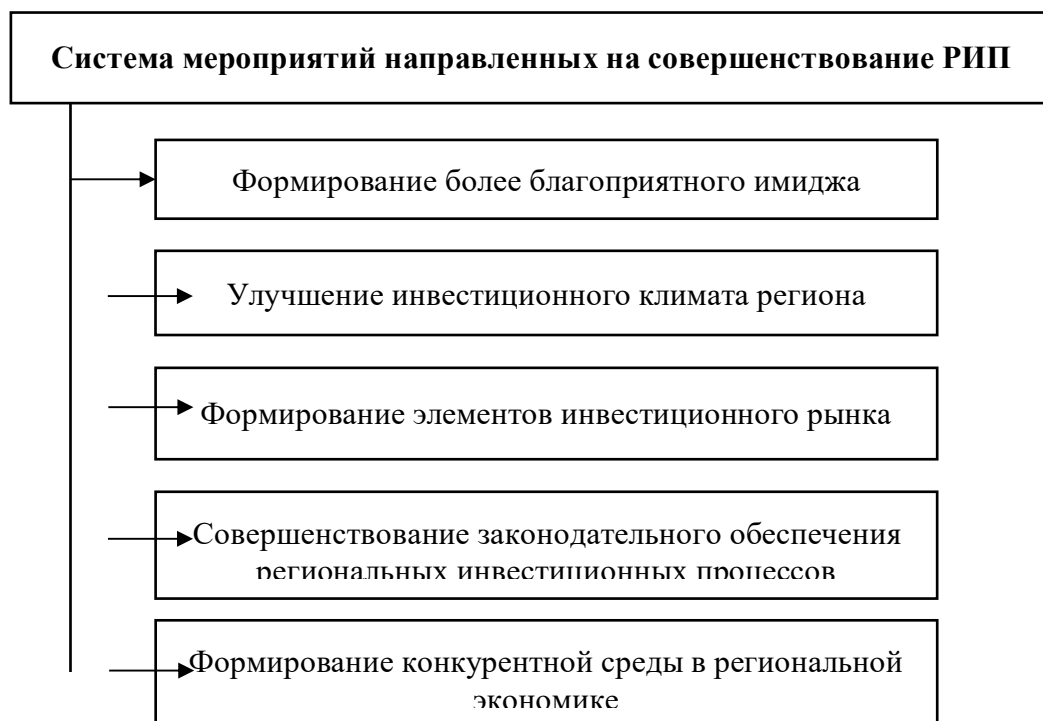 Система мероприятий направленных на совершенствование РИП
Формирование более благоприятного имиджа
Улучшение инвестиционного климата региона
Формирование элементов инвестиционного рынка
Совершенствование законодательного обеспечения
региональных инвестиционных процессов
Формирование конкурентной среды в региональной
экономике